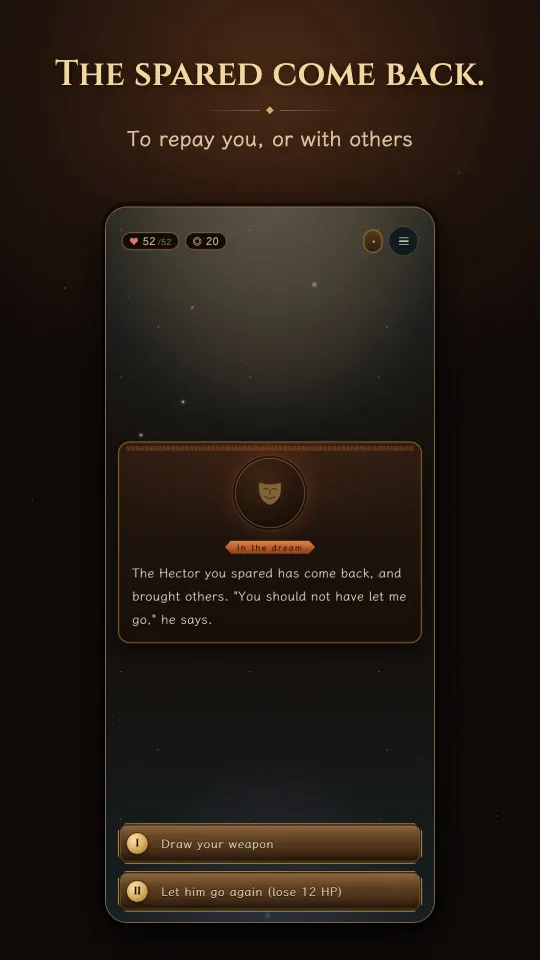 The spared come back.
To repay you, or with others
52 /52 20
In the dream
The Hector you spared has come back, and
brought others. "You should not have let me
go," he says.
I Draw your weapon
II Let him go again (lose 12 HP)